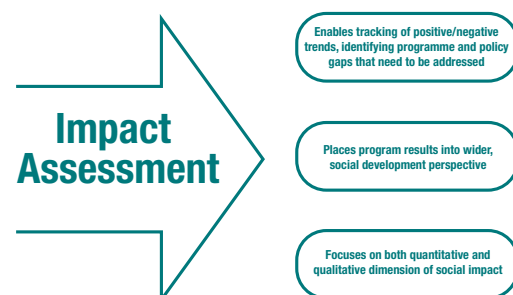 Impact
Assessment
Enables tracking of positive/negative
trends, identifying programme and policy
gaps that need to be addressed
Places program results into wider,
social development perspective
Focuses on both quantitative and
qualitative dimension of social impact